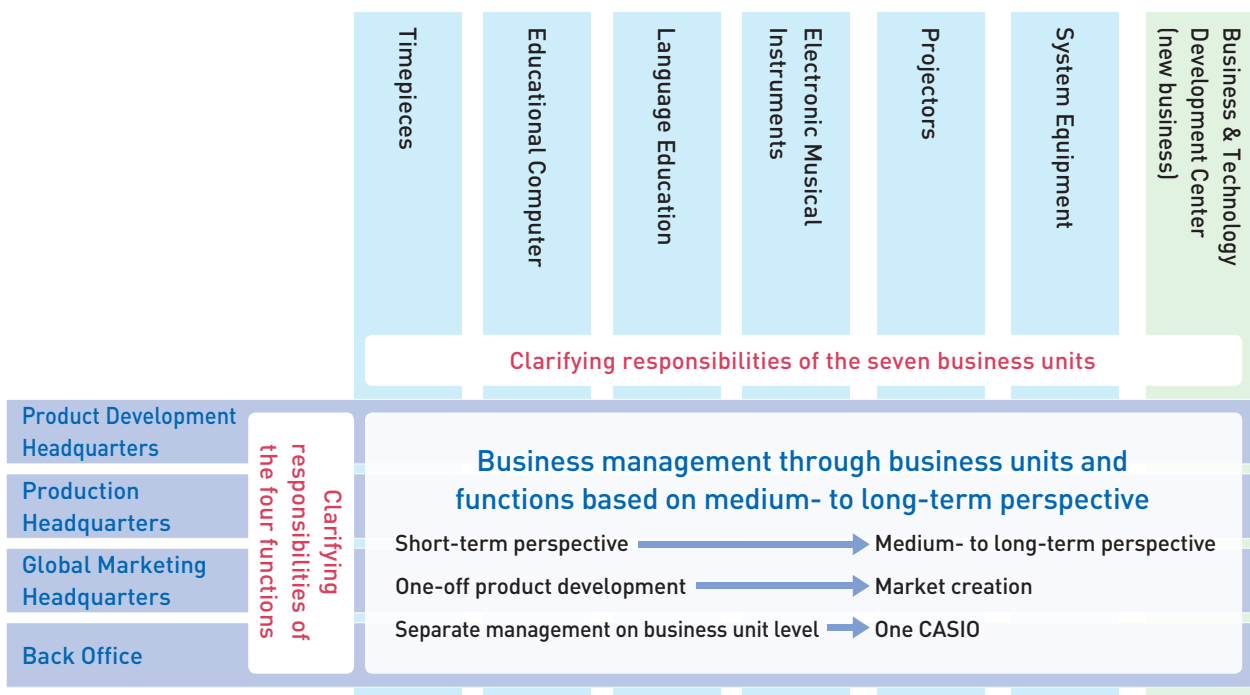 Timepieces
Educational Computer
Language Education
Electronic Musical
Instruments
Projectors
System Equipment
Business & Technology
Development Center
(new business)
Clarifying responsibilities of the seven business units
Product Development
Headquarters
Production
Headquarters
Global Marketing
Headquarters
Back Office
Clarifying
responsibilities of
the four functions
Business management through business units and
functions based on medium- to long-term perspective
Short-term perspective Medium- to long-term perspective
One-off product development Market creation
Separate management on business unit level One CASIO